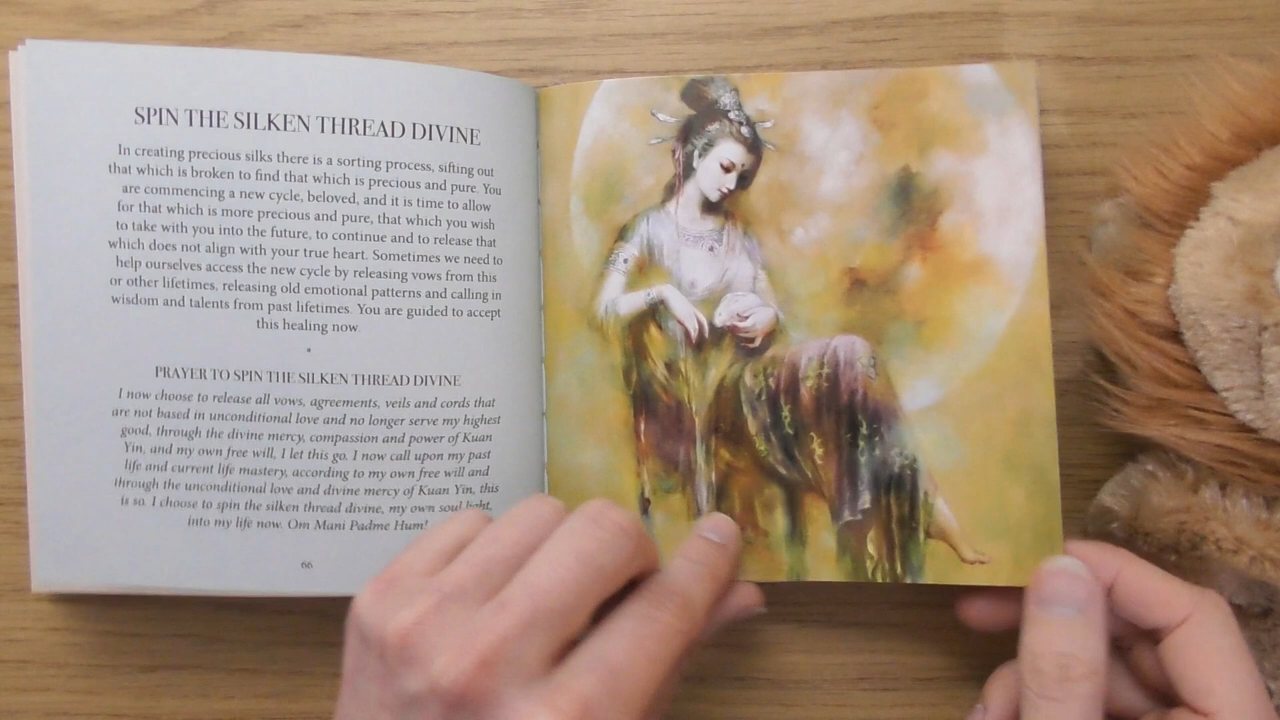 SPIN THE SILKEN THREAD DIVINE
In creating precious silks there is a sorting process, sifting out
that which is broken to find that which is precious and pure. You
are commencing a new cycle, beloved, and it is time to allow
for that which is more precious and pure, that which you wish
to take with you into the future, to continue and to release that
which does not align with your true heart. Sometimes we need to
help ourselves access the new cycle by releasing vows from this
or other lifetimes, releasing old emotional patterns and calling in
wisdom and talents from past lifetimes. You are guided to accept
this healing now.
PRAYER TO SPIN THE SILKEN THREAD DIVINE
I now choose to release all vows, agreements, veils and cords that
are not based in unconditional love and no longer serve my highest
good, through the divine mercy, compassion and power of Kuan
Yin, and my own free will, I let this go. I now call upon my past
life and current life mastery, according to my own free will and
through the unconditional love and divine mercy of Kuan Yin, this
is so. I choose to spin the silken thread divine, my own soul light,
into my life now. Om Mani Padme Hum!
66